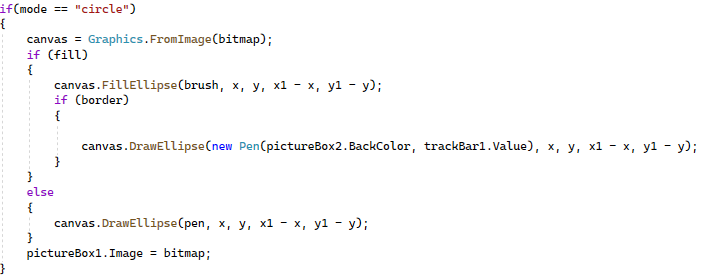 if(mode == "circle")
{
canvas = Graphics.FromImage(bitmap);
if (fill)
{
canvas.FillEllipse(brush, x, y, x1 - x, y1 - y);
if (border)
{
canvas.DrawEllipse(new Pen(pictureBox2.BackColor, trackBar1.Value), x, y, x1 - x, y1 - y);
}
}
else
{
canvas.DrawEllipse(pen, x, y, x1 - x, y1 - y);
}
pictureBox1.Image = bitmap;
}